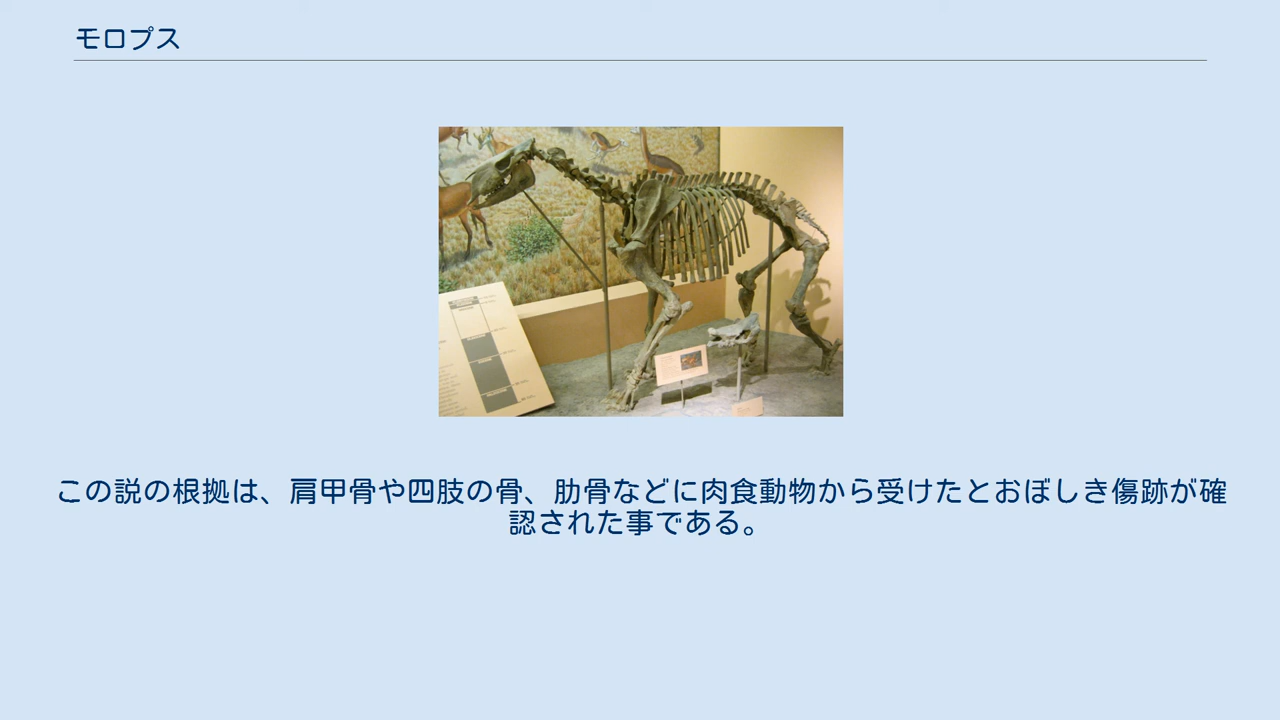 モロプス
この説の根拠は、肩甲骨や四肢の骨、肋骨などに肉食動物から受けたとおぼしき傷跡が確
認された事である。